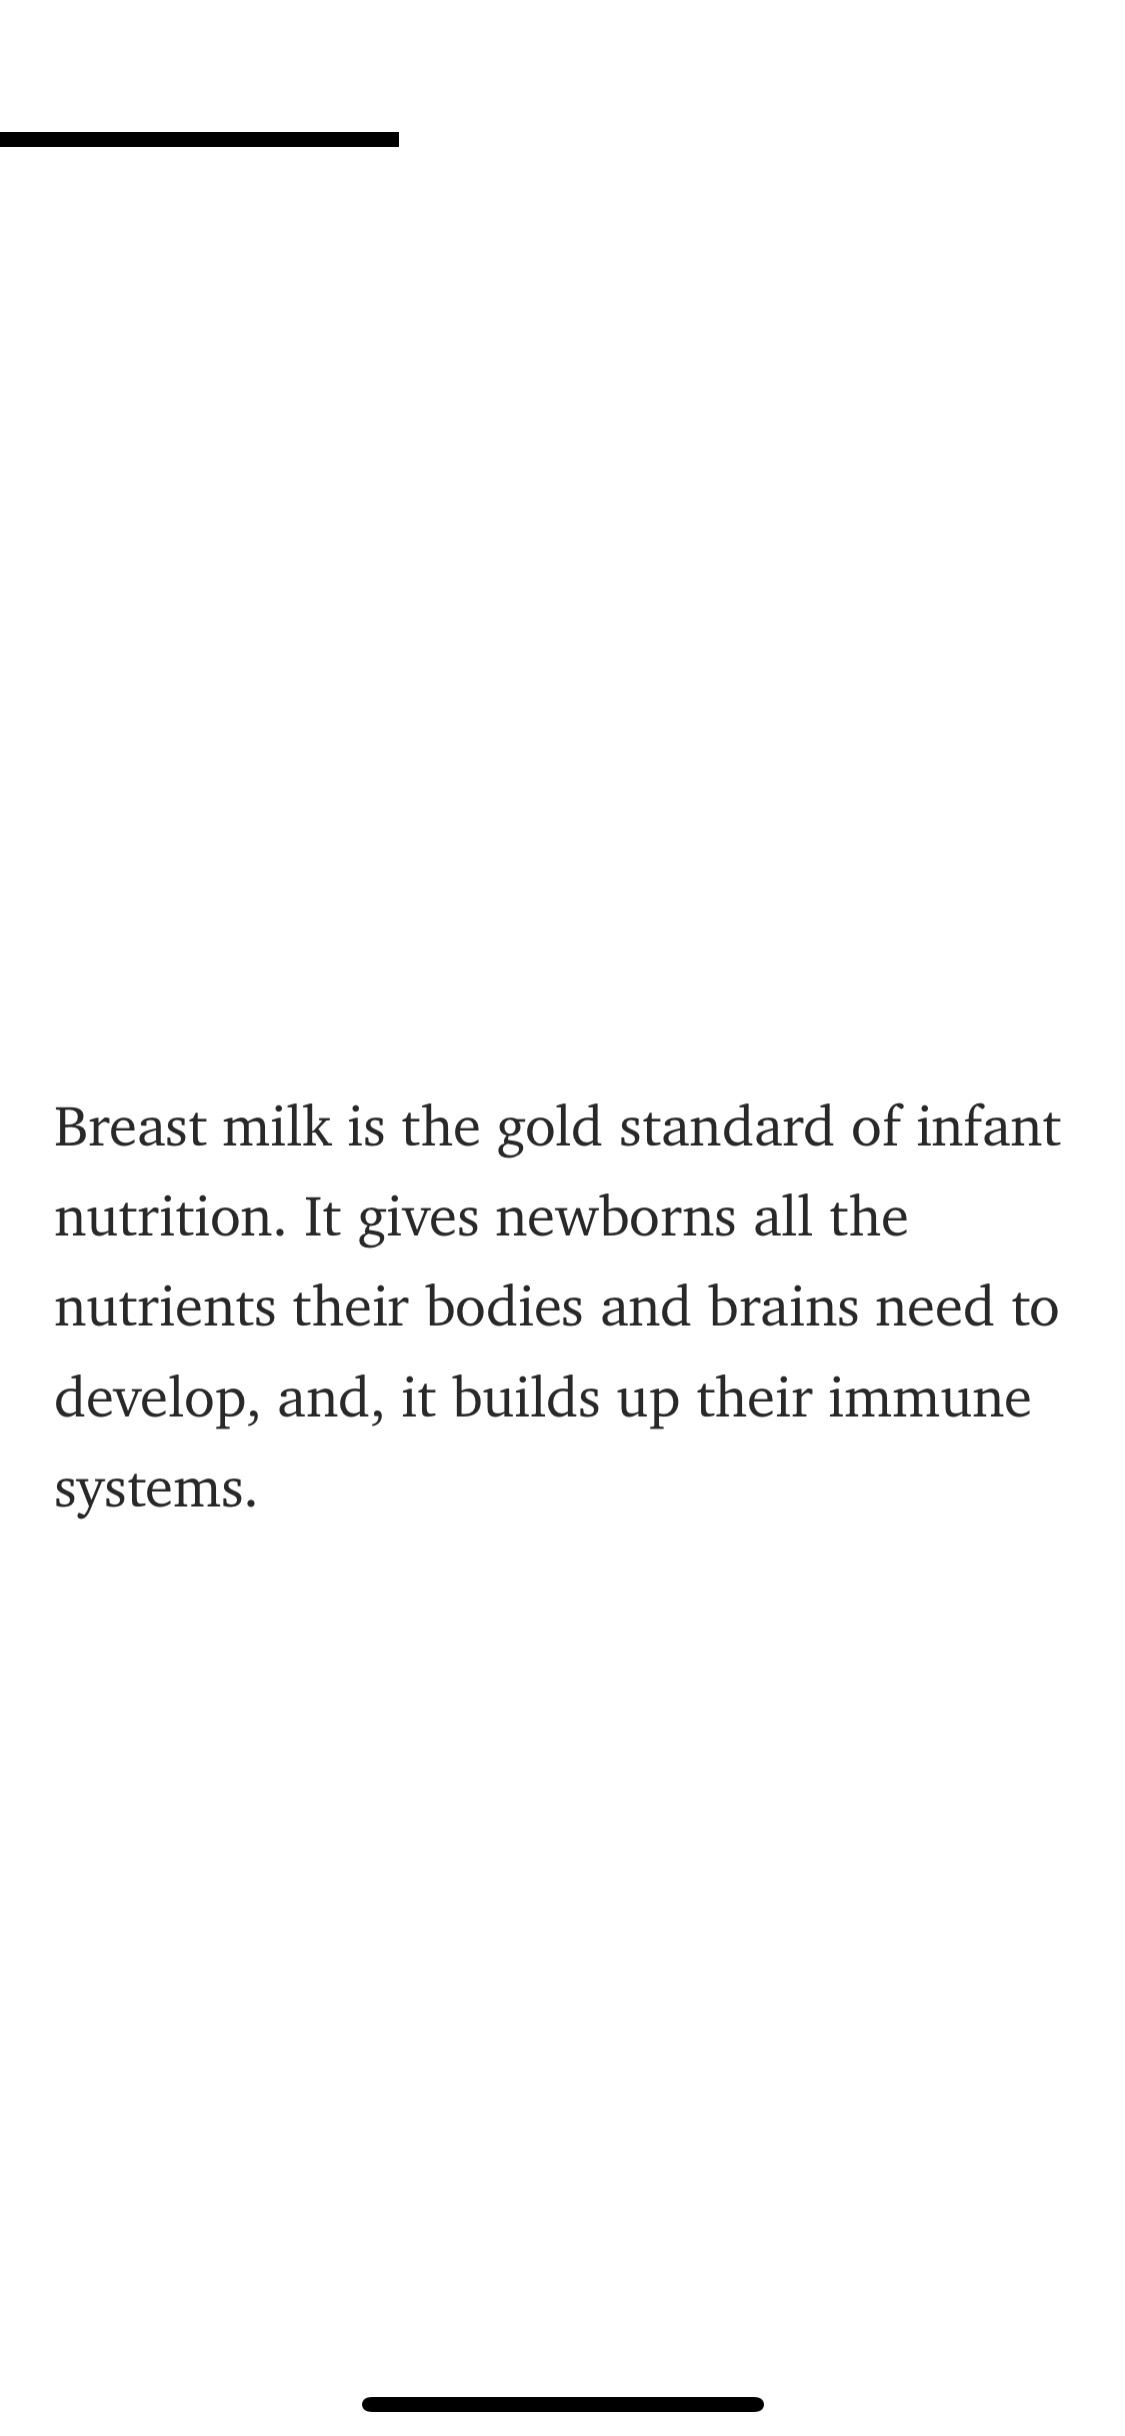 Breast milk is the gold standard of infant
nutrition. It gives newborns all the
nutrients their bodies and brains need to
develop, and, it builds up their immune
systems.